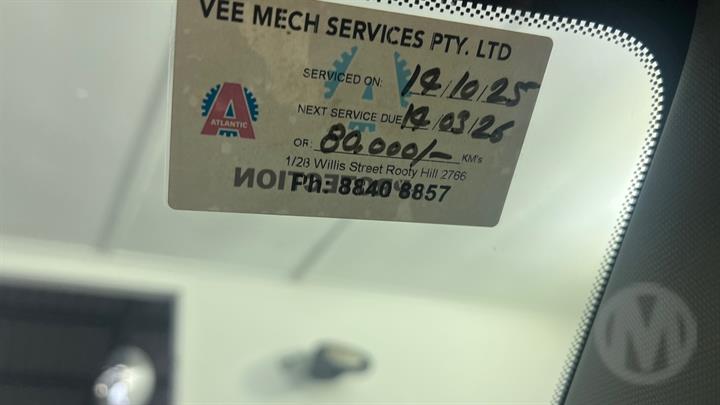 VEE MECH SERVICES PTY. LTD
SERVICED ON: 14/10/25
NEXT SERVICE DUE 14/03/26
ATLANTIC
OR: 80,000/- KM's
1/28 Willis Street Rooty Hill 2766
Ph: 8840 8857
M